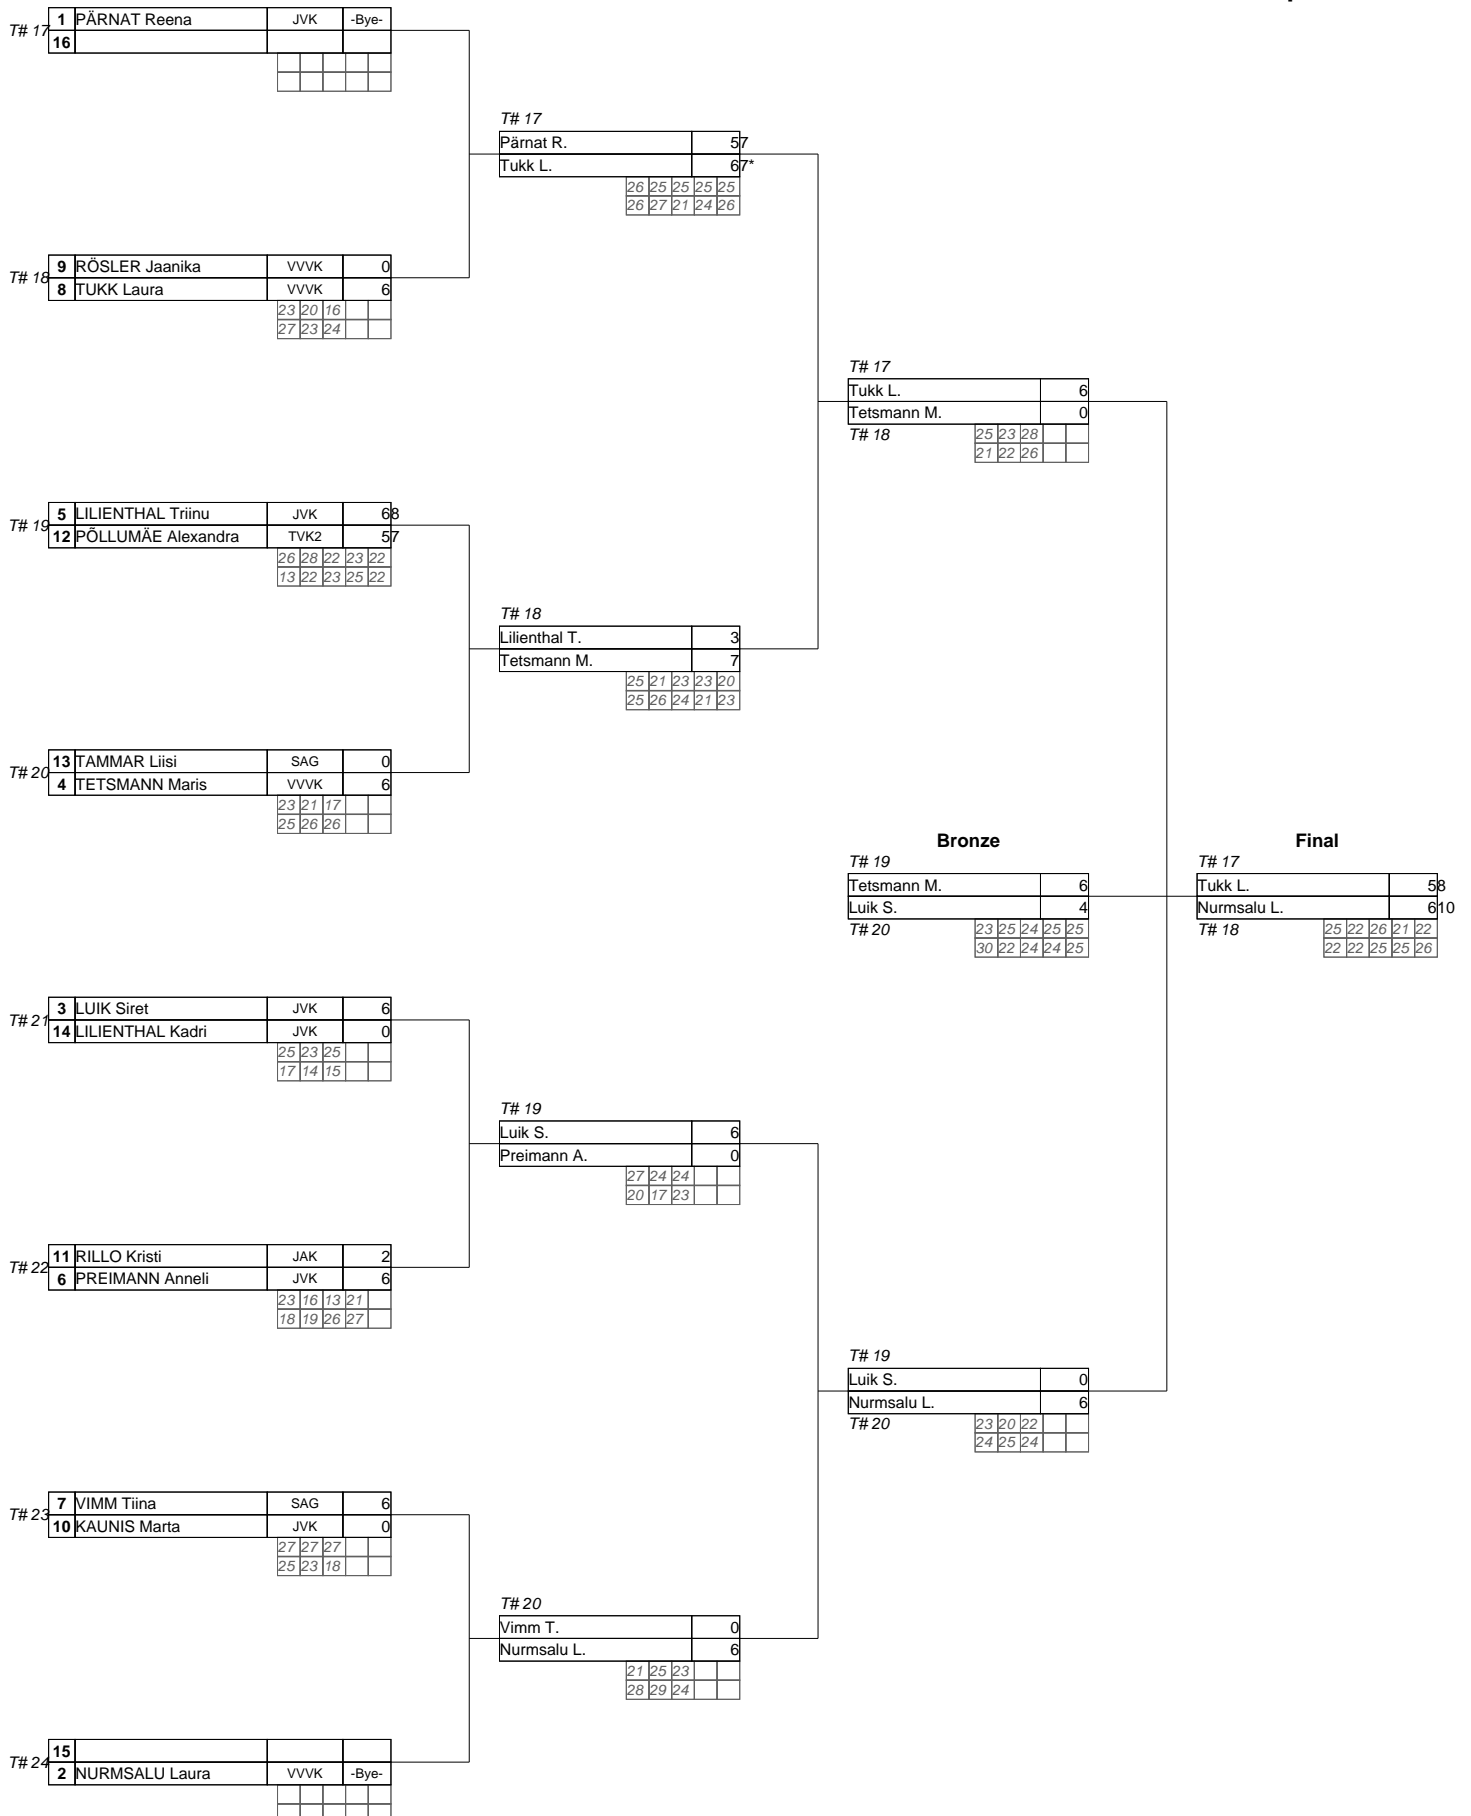 1 PÄRNAT Reena JVK -Bye-
T# 17
16
T# 17
Pärnat R. 57
Tukk L. 67*
26 25 25 25 25
26 27 21 24 26
9 RÖSLER Jaanika VVVK 0
T# 18
8 TUKK Laura VVVK 6
23 20 16
27 23 24
T# 17
Tukk L. 6
Tetsmann M. 0
T# 18 25 23 28
21 22 26
5 LILIENTHAL Triinu JVK 68
T# 19
12 PÕLLUMÄE Alexandra TVK2 57
26 28 22 23 22
13 22 23 25 22
T# 18
Lilienthal T. 3
Tetsmann M. 7
25 21 23 23 20
25 26 24 21 23
13 TAMMAR Liisi SAG 0
T# 20
4 TETSMANN Maris VVVK 6
23 21 17
25 26 26
Bronze
T# 19
Tetsmann M. 6
Luik S. 4
T# 20 23 25 24 25 25
30 22 24 24 25
Final
T# 17
Tukk L. 58
Nurmsalu L. 610
T# 18 25 22 26 21 22
22 22 25 25 26
3 LUIK Siret JVK 6
T# 21
14 LILIENTHAL Kadri JVK 0
25 23 25
17 14 15
T# 19
Luik S. 6
Preimann A. 0
27 24 24
20 17 23
11 RILLO Kristi JAK 2
T# 22
6 PREIMANN Anneli JVK 6
23 16 13 21
18 19 26 27
T# 19
Luik S. 0
Nurmsalu L. 6
T# 20 23 20 22
24 25 24
7 VIMM Tiina SAG 6
T# 23
10 KAUNIS Marta JVK 0
27 27 27
25 23 18
T# 20
Vimm T. 0
Nurmsalu L. 6
21 25 23
28 29 24
15
T# 24
2 NURMSALU Laura VVVK -Bye-